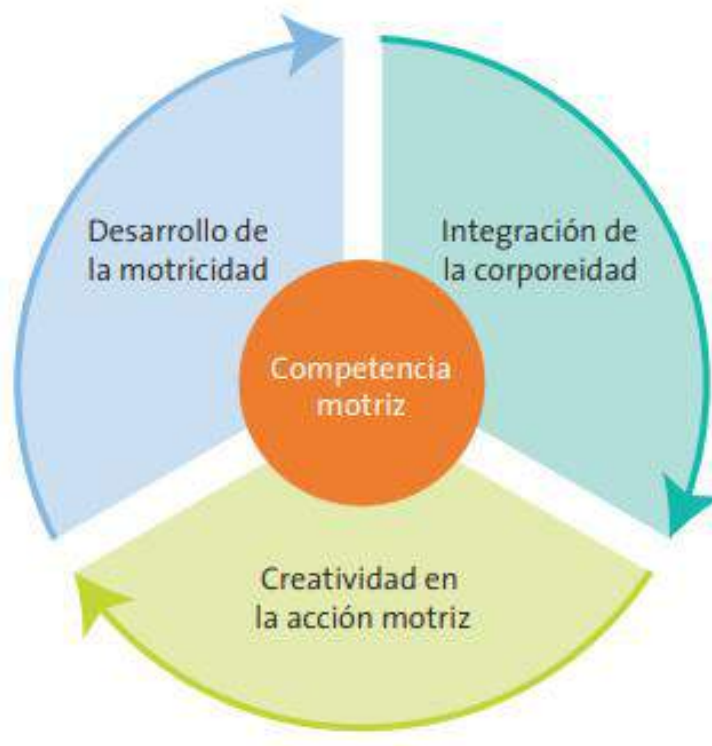 Desarrollo de
la motricidad
Integración de
la corporeidad
Competencia
motriz
Creatividad en
la acción motriz